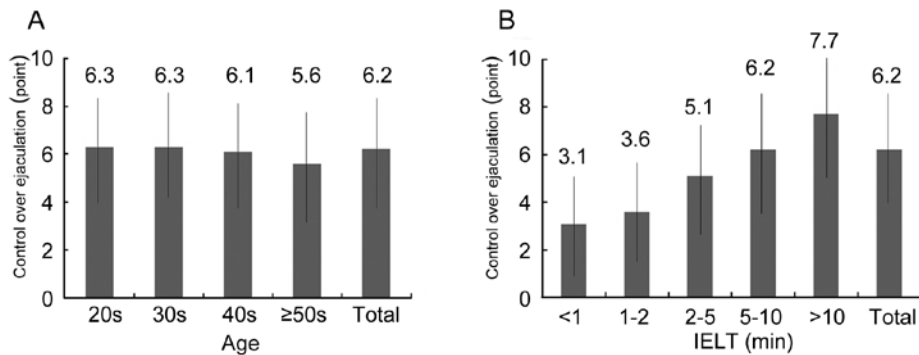 A
Control over ejaculation (point)
10
8
6
4
2
0
6.3
6.3
6.1
5.6
6.2
20s
30s
40s
≥50s
Total
Age
B
Control over ejaculation (point)
10
8
6
4
2
0
3.1
3.6
5.1
6.2
7.7
6.2
<1
1-2
2-5
5-10
>10
Total
IELT (min)